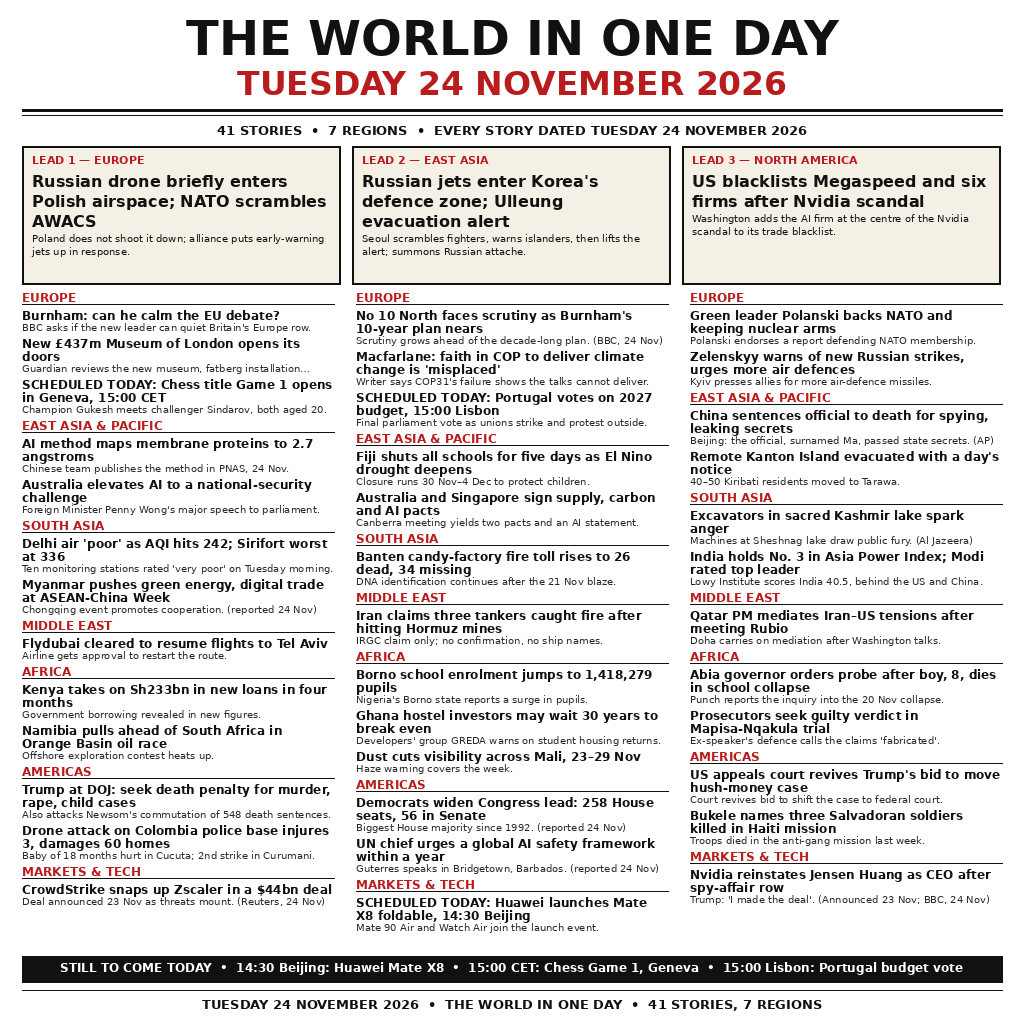 THE WORLD IN ONE DAY
TUESDAY 24 NOVEMBER 2026
41 STORIES • 7 REGIONS • EVERY STORY DATED TUESDAY 24 NOVEMBER 2026
LEAD 1 — EUROPE
Russian drone briefly enters
Polish airspace; NATO scrambles
AWACS
Poland does not shoot it down; alliance puts early-warning
jets up in response.
LEAD 2 — EAST ASIA
Russian jets enter Korea's
defence zone; Ulleung
evacuation alert
Seoul scrambles fighters, warns islanders, then lifts the
alert; summons Russian attache.
LEAD 3 — NORTH AMERICA
US blacklists Megaspeed and six
firms after Nvidia scandal
Washington adds the AI firm at the centre of the Nvidia
scandal to its trade blacklist.
EUROPE
Burnham: can he calm the EU debate?
BBC asks if the new leader can quiet Britain's Europe row.
New £437m Museum of London opens its
doors
Guardian reviews the new museum, fatberg installation...
SCHEDULED TODAY: Chess title Game 1 opens
in Geneva, 15:00 CET
Champion Gukesh meets challenger Sindarov, both aged 20.
EAST ASIA & PACIFIC
AI method maps membrane proteins to 2.7
angstroms
Chinese team publishes the method in PNAS, 24 Nov.
Australia elevates AI to a national-security
challenge
Foreign Minister Penny Wong's major speech to parliament.
SOUTH ASIA
Delhi air 'poor' as AQI hits 242; Sirifort worst
at 336
Ten monitoring stations rated 'very poor' on Tuesday morning.
Myanmar pushes green energy, digital trade
at ASEAN-China Week
Chongqing event promotes cooperation. (reported 24 Nov)
MIDDLE EAST
Flydubai cleared to resume flights to Tel Aviv
Airline gets approval to restart the route.
AFRICA
Kenya takes on Sh233bn in new loans in four
months
Government borrowing revealed in new figures.
Namibia pulls ahead of South Africa in
Orange Basin oil race
Offshore exploration contest heats up.
AMERICAS
Trump at DOJ: seek death penalty for murder,
rape, child cases
Also attacks Newsom's commutation of 548 death sentences.
Drone attack on Colombia police base injures
3, damages 60 homes
Baby of 18 months hurt in Cucuta; 2nd strike in Curumani.
MARKETS & TECH
CrowdStrike snaps up Zscaler in a $44bn deal
Deal announced 23 Nov as threats mount. (Reuters, 24 Nov)
EUROPE
No 10 North faces scrutiny as Burnham's
10-year plan nears
Scrutiny grows ahead of the decade-long plan. (BBC, 24 Nov)
Macfarlane: faith in COP to deliver climate
change is 'misplaced'
Writer says COP31's failure shows the talks cannot deliver.
SCHEDULED TODAY: Portugal votes on 2027
budget, 15:00 Lisbon
Final parliament vote as unions strike and protest outside.
EAST ASIA & PACIFIC
Fiji shuts all schools for five days as El Nino
drought deepens
Closure runs 30 Nov–4 Dec to protect children.
Australia and Singapore sign supply, carbon
and AI pacts
Canberra meeting yields two pacts and an AI statement.
SOUTH ASIA
Banten candy-factory fire toll rises to 26
dead, 34 missing
DNA identification continues after the 21 Nov blaze.
MIDDLE EAST
Iran claims three tankers caught fire after
hitting Hormuz mines
IRGC claim only; no confirmation, no ship names.
AFRICA
Borno school enrolment jumps to 1,418,279
pupils
Nigeria's Borno state reports a surge in pupils.
Ghana hostel investors may wait 30 years to
break even
Developers' group GREDA warns on student housing returns.
Dust cuts visibility across Mali, 23–29 Nov
Haze warning covers the week.
AMERICAS
Democrats widen Congress lead: 258 House
seats, 56 in Senate
Biggest House majority since 1992. (reported 24 Nov)
UN chief urges a global AI safety framework
within a year
Guterres speaks in Bridgetown, Barbados. (reported 24 Nov)
MARKETS & TECH
SCHEDULED TODAY: Huawei launches Mate
X8 foldable, 14:30 Beijing
Mate 90 Air and Watch Air join the launch event.
EUROPE
Green leader Polanski backs NATO and
keeping nuclear arms
Polanski endorses a report defending NATO membership.
Zelenskyy warns of new Russian strikes,
urges more air defences
Kyiv presses allies for more air-defence missiles.
EAST ASIA & PACIFIC
China sentences official to death for spying,
leaking secrets
Beijing: the official, surnamed Ma, passed state secrets. (AP)
Remote Kanton Island evacuated with a day's
notice
40–50 Kiribati residents moved to Tarawa.
SOUTH ASIA
Excavators in sacred Kashmir lake spark
anger
Machines at Sheshnag lake draw public fury. (Al Jazeera)
India holds No. 3 in Asia Power Index; Modi
rated top leader
Lowy Institute scores India 40.5, behind the US and China.
MIDDLE EAST
Qatar PM mediates Iran–US tensions after
meeting Rubio
Doha carries on mediation after Washington talks.
AFRICA
Abia governor orders probe after boy, 8, dies
in school collapse
Punch reports the inquiry into the 20 Nov collapse.
Prosecutors seek guilty verdict in
Mapisa-Nqakula trial
Ex-speaker's defence calls the claims 'fabricated'.
AMERICAS
US appeals court revives Trump's bid to move
hush-money case
Court revives bid to shift the case to federal court.
Bukele names three Salvadoran soldiers
killed in Haiti mission
Troops died in the anti-gang mission last week.
MARKETS & TECH
Nvidia reinstates Jensen Huang as CEO after
spy-affair row
Trump: 'I made the deal'. (Announced 23 Nov; BBC, 24 Nov)
STILL TO COME TODAY • 14:30 Beijing: Huawei Mate X8 • 15:00 CET: Chess Game 1, Geneva • 15:00 Lisbon: Portugal budget vote
TUESDAY 24 NOVEMBER 2026 • THE WORLD IN ONE DAY • 41 STORIES, 7 REGIONS